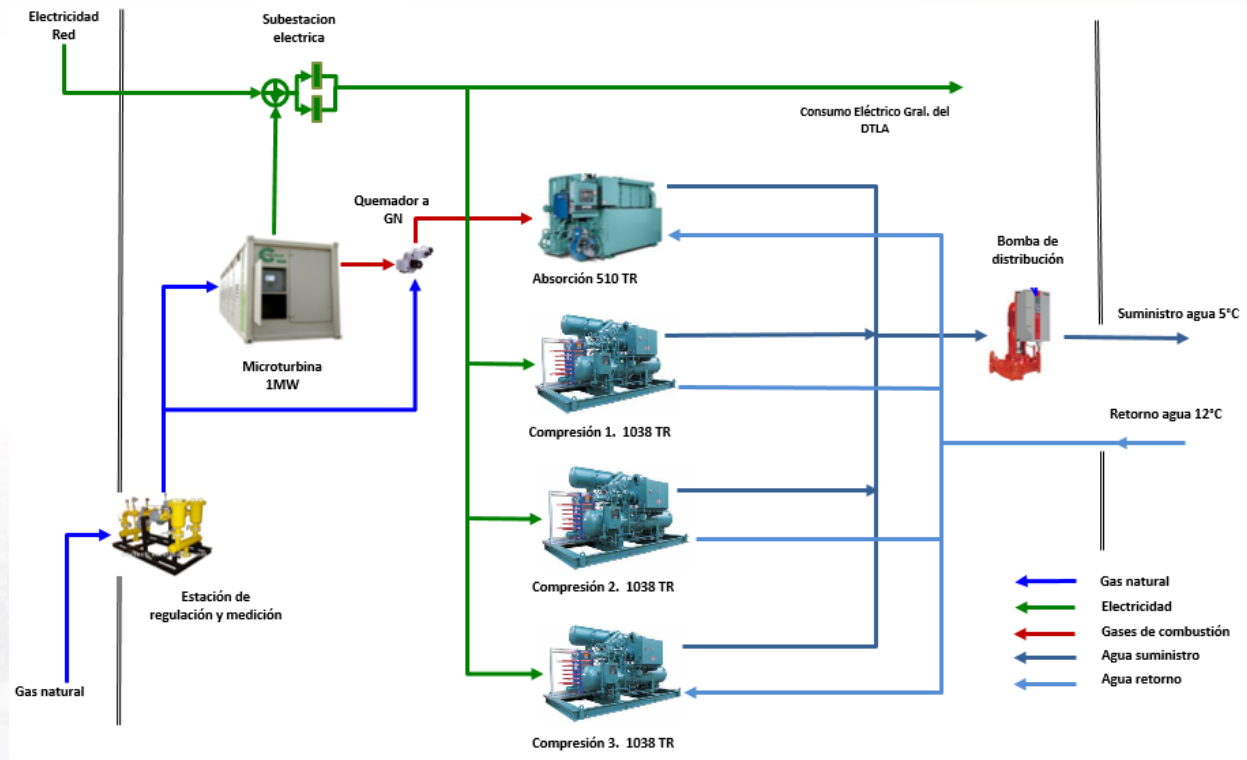 Electricidad
Red
Subestacion
electrica
Consumo Eléctrico Gral. del
DTLA
Quemador a
GN
Absorción 510 TR
Bomba de
distribución
Suministro agua 5°C
Microturbina
1MW
Compresión 1. 1038 TR
Retorno agua 12°C
Compresión 2. 1038 TR
Estación de
regulación y medición
Gas natural
Compresión 3. 1038 TR
Gas natural
Electricidad
Gases de combustión
Agua suministro
Agua retorno